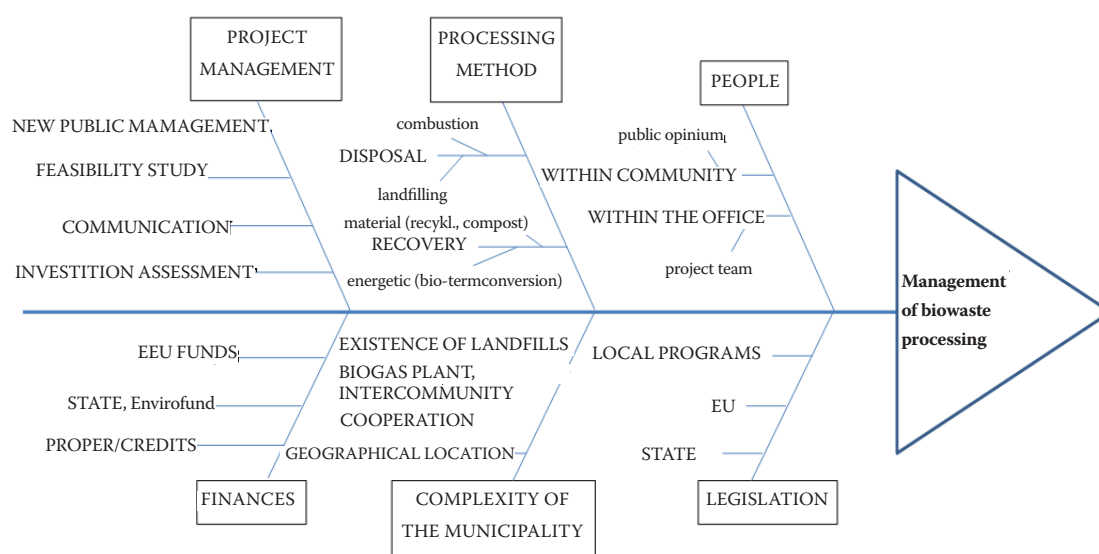 PROJECT
MANAGEMENT
PROCESSING
METHOD
PEOPLE
NEW PUBLIC MAMAGEMENT
FEASIBILITY STUDY
COMMUNICATION
INVESTITION ASSESSMENT
combustion
DISPOSAL
landfilling
material (recykl., compost)
RECOVERY
energetic (bio-termconversion)
public opinium
WITHIN COMMUNITY
WITHIN THE OFFICE
project team
Management
of biowaste
processing
EEU FUNDS
STATE, Envirofund
PROPER/CREDITS
FINANCES
EXISTENCE OF LANDFILLS
BIOGAS PLANT,
INTERCOMMUNITY
COOPERATION
GEOGRAPHICAL LOCATION
COMPLEXITY OF
THE MUNICIPALITY
LOCAL PROGRAMS
EU
STATE
LEGISLATION